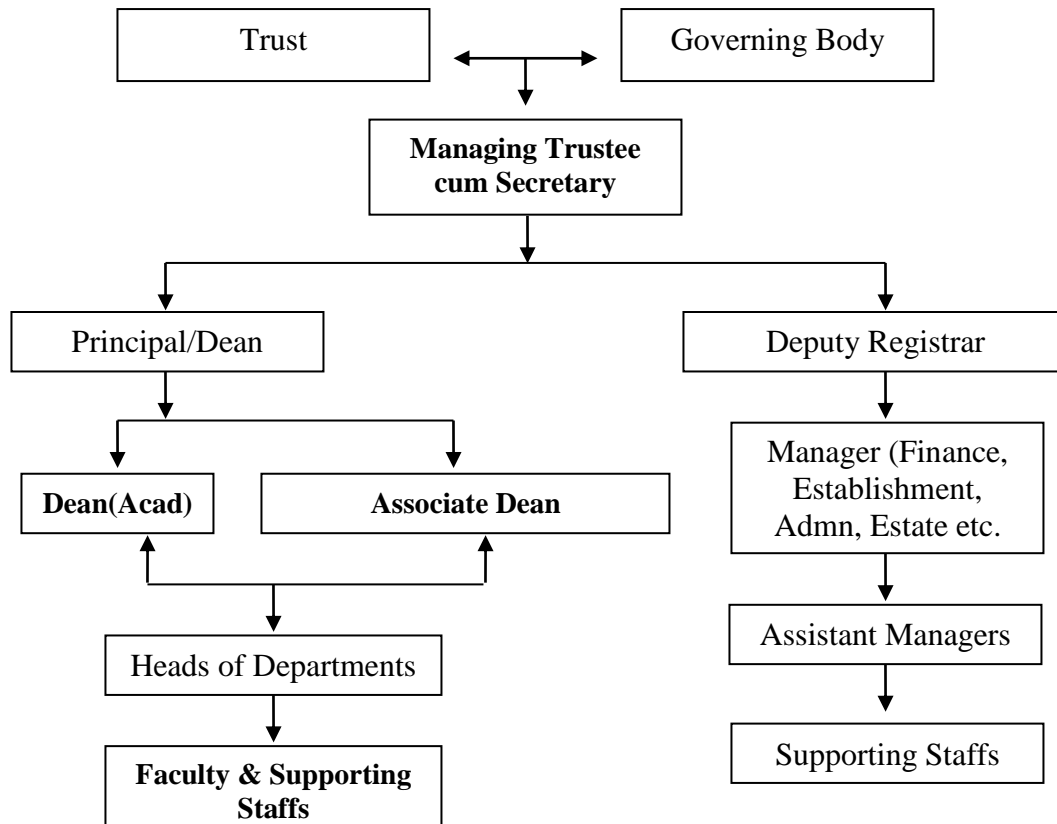 Trust
Governing Body
Managing Trustee
cum Secretary
Principal/Dean
Deputy Registrar
Dean(Acad)
Associate Dean
Manager (Finance,
Establishment,
Admn, Estate etc.
Heads of Departments
Assistant Managers
Faculty & Supporting
Staffs
Supporting Staffs